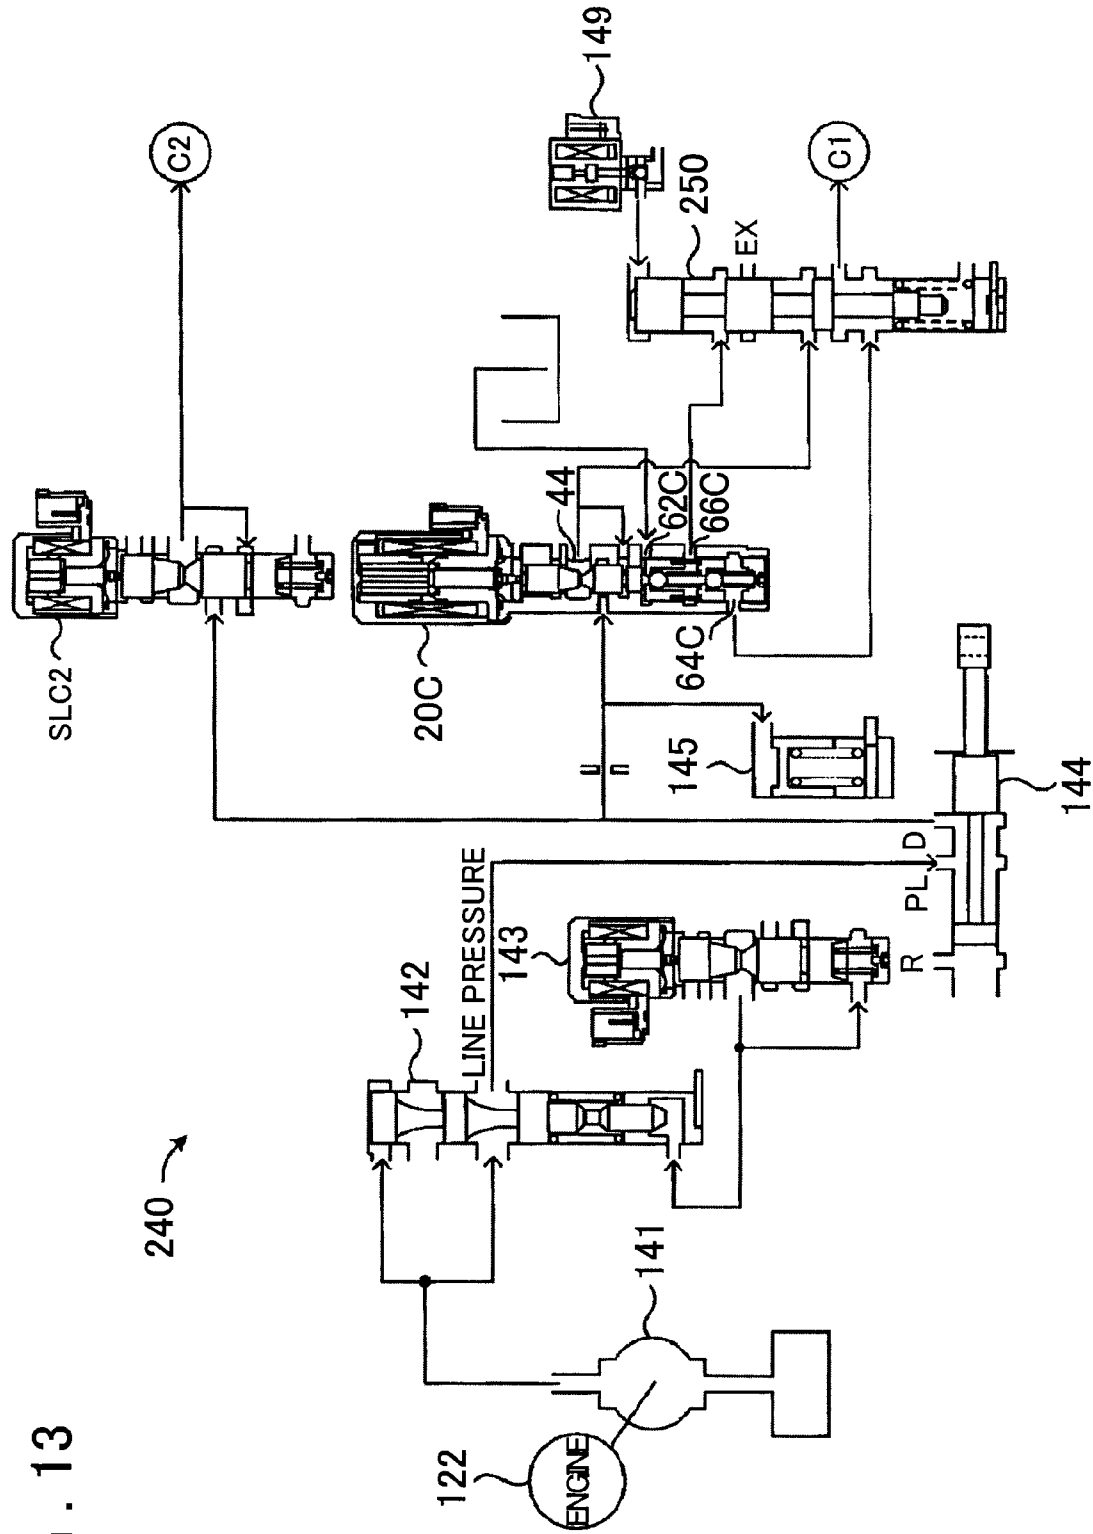 . 13
240
ENGINE
122
141
142
LINE PRESSURE
143
R
PL
D
144
145
SLC2
20C
44
62C
66C
64C
C2
149
250
EX
C1